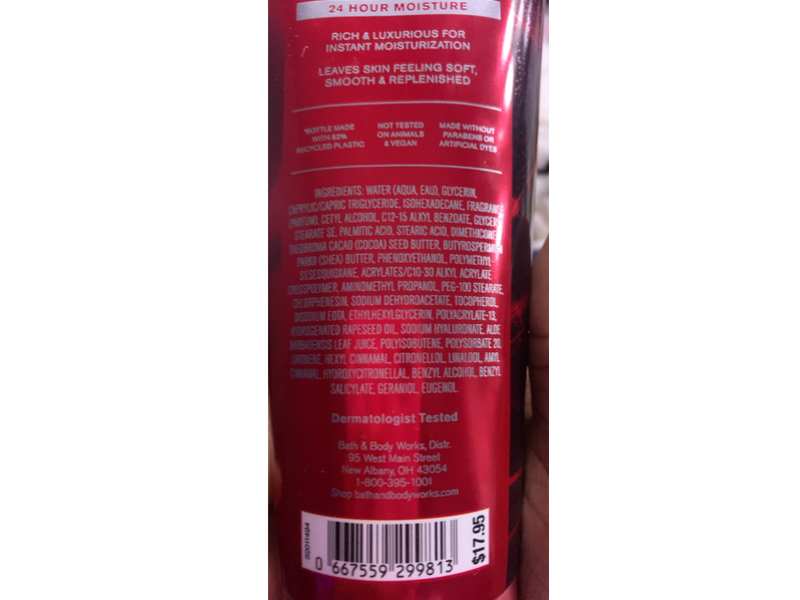 24 HOUR MOISTURE
RICH & LUXURIOUS FOR
INSTANT MOISTURIZATION
LEAVES SKIN FEELING SOFT,
SMOOTH & REPLENISHED
*BOTTLE MADE
WITH 82%
RECYCLED PLASTIC
NOT TESTED
ON ANIMALS
& VEGAN
MADE WITHOUT
PARABENS OR
ARTIFICIAL DYES
INGREDIENTS: WATER (AQUA, EAU), GLYCERIN,
CAPRYLIC/CAPRIC TRIGLYCERIDE, ISOHEXADECANE, FRAGRANCE
(PARFUM), CETYL ALCOHOL, C12-15 ALKYL BENZOATE, GLYCERYL
STEARATE SE, PALMITIC ACID, STEARIC ACID, DIMETHICONE,
THEOBROMA CACAO (COCOA) SEED BUTTER, BUTYROSPERMUM
PARKII (SHEA) BUTTER, PHENOXYETHANOL, POLYMETHYL-
SILSESQUIOXANE, ACRYLATES/C10-30 ALKYL ACRYLATE
CROSSPOLYMER, AMINOMETHYL PROPANOL, PEG-100 STEARATE,
CHLORPHENESIN, SODIUM DEHYDROACETATE, TOCOPHEROL,
DISODIUM EDTA, ETHYLHEXYLGLYCERIN, POLYACRYLATE-13,
HYDROGENATED RAPESEED OIL, SODIUM HYALURONATE, ALOE
BARBADENSIS LEAF JUICE, POLYISOBUTENE, POLYSORBATE 20,
LIMONENE, HEXYL CINNAMAL, CITRONELLOL, LINALOOL, AMYL
CINNAMAL, HYDROXYCITRONELLAL, BENZYL ALCOHOL, BENZYL
SALICYLATE, GERANIOL, EUGENOL.
Dermatologist Tested
Bath & Body Works, Distr.
95 West Main Street
New Albany, OH 43054
1-800-395-1001
Shop bathandbodyworks.com
80011494
0 667559 299813
$17.95